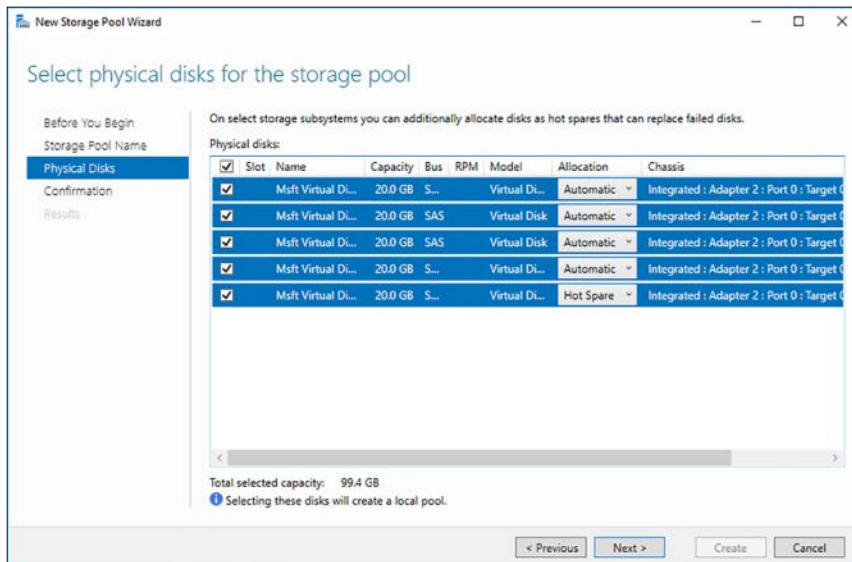 New Storage Pool Wizard
Select physical disks for the storage pool
Before You Begin
Storage Pool Name
Physical Disks
Confirmation
Results
On select storage subsystems you can additionally allocate disks as hot spares that can replace failed disks.
Physical disks:
Slot Name Capacity Bus RPM Model Allocation Chassis
Msft Virtual Di... 20.0 GB S... Virtual Di... Automatic Integrated : Adapter 2 : Port 0 : Target
Msft Virtual Di... 20.0 GB SAS Virtual Disk Automatic Integrated : Adapter 2 : Port 0 : Target
Msft Virtual Di... 20.0 GB SAS Virtual Disk Automatic Integrated : Adapter 2 : Port 0 : Target
Msft Virtual Di... 20.0 GB S... Virtual Di... Automatic Integrated : Adapter 2 : Port 0 : Target
Msft Virtual Di... 20.0 GB S... Virtual Di... Hot Spare Integrated : Adapter 2 : Port 0 : Target
Total selected capacity: 99.4 GB
Selecting these disks will create a local pool.
< Previous Next > Create Cancel